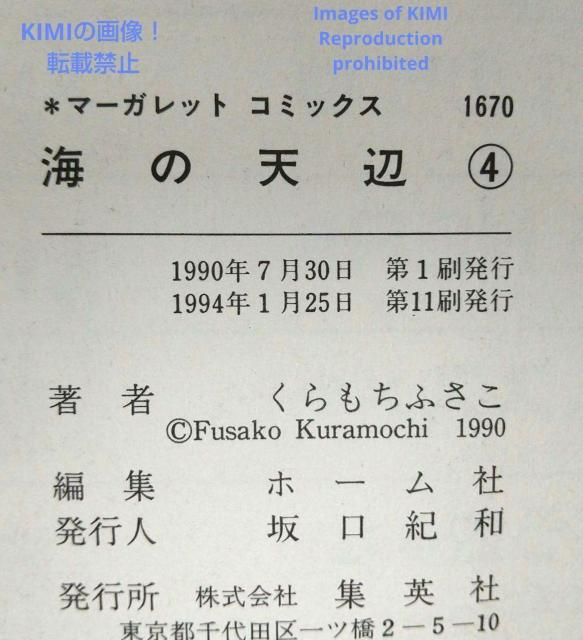 KIMIの画像！
転載禁止
Images of KIMI
Reproduction
prohibited
＊マーガレット コミックス 1670
海の天辺④
1990年7月30日 第1刷発行
1994年1月25日 第11刷発行
著者 くらもちふさこ
©Fusako Kuramochi 1990
編集 ホーム社
発行人 坂口紀和
発行所 株式会社 集英社
東京都千代田区一ツ橋2－5－10